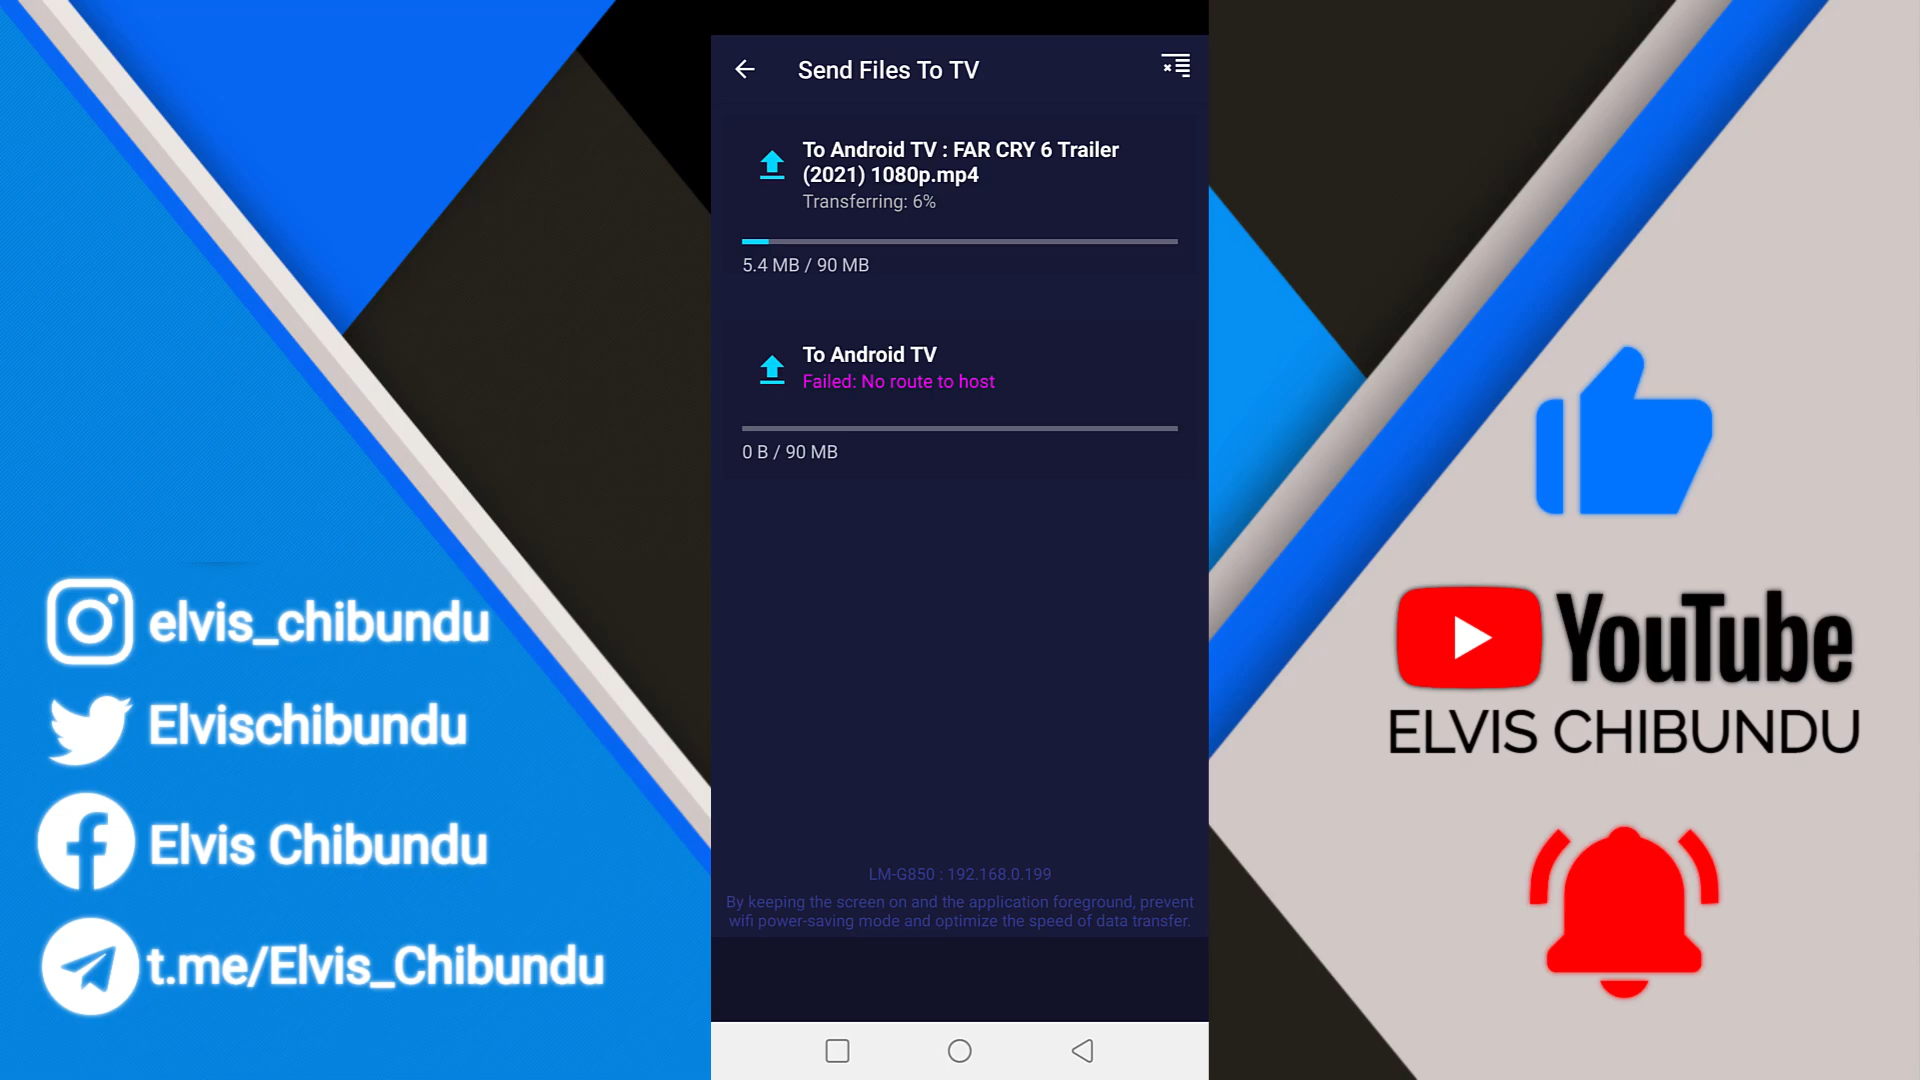 Send Files To TV
To Android TV : FAR CRY 6 Trailer
(2021) 1080p.mp4
Transferring: 6%
5.4 MB / 90 MB
To Android TV
Failed: No route to host
0 B / 90 MB
LM-G850 : 192.168.0.199
By keeping the screen on and the application foreground, prevent
wifi power-saving mode and optimize the speed of data transfer.
elvis_chibundu
Elvischibundu
Elvis Chibundu
t.me/Elvis_Chibundu
YouTube
ELVIS CHIBUNDU